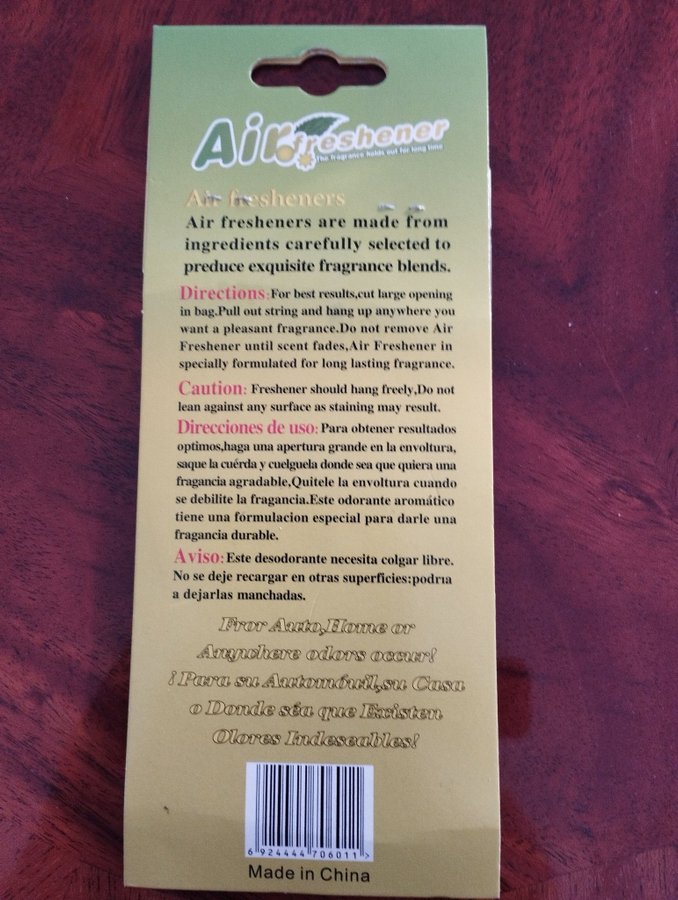 Air freshener
The fragrance holds out for long time
Air fresheners
Air fresheners are made from
ingredients carefully selected to
preduce exquisite fragrance blends.
Directions:For best results,cut large opening
in bag.Pull out string and hang up anywhere you
want a pleasant fragrance.Do not remove Air
Freshener until scent fades,Air Freshener in
specially formulated for long lasting fragrance.
Caution: Freshener should hang freely,Do not
lean against any surface as staining may result.
Direcciones de uso:Para obtener resultados
optimos,haga una apertura grande en la envoltura,
saque la cuérda y cuelguela donde sea que quiera una
fragancia agradable,Quitele la envoltura cuando
se debilite la fragancia.Este odorante aromático
tiene una fórmulacion especial para darle una
fragancia durable.
Aviso:Este desodorante necesita colgar libre.
No se deje recargar en otras superficies:podria
a dejarlas manchadas.
Fror Auto,Home or
Anywhere odors occur!
¡Para su Automóvil,su Casa
o Donde séa que Existen
Olores Indeseables!
6 924444 706011 >
Made in China